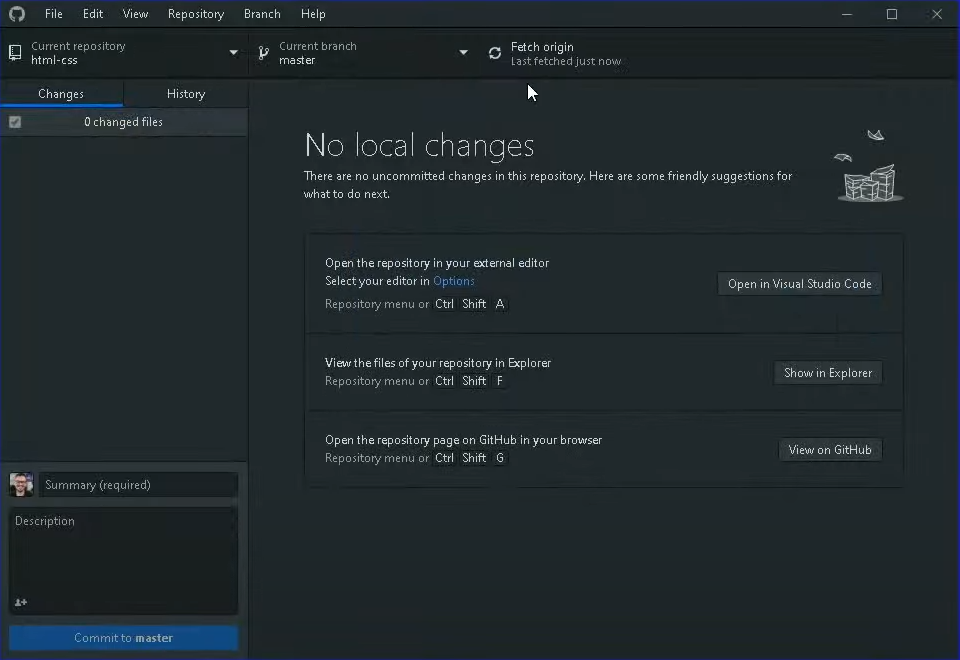 File Edit View Repository Branch Help
Current repository
html-css
Current branch
master
Fetch origin
Last fetched just now
Changes
History
0 changed files
No local changes
There are no uncommitted changes in this repository. Here are some friendly suggestions for
what to do next.
Open the repository in your external editor
Select your editor in Options
Repository menu or Ctrl Shift A
Open in Visual Studio Code
View the files of your repository in Explorer
Repository menu or Ctrl Shift F
Show in Explorer
Open the repository page on GitHub in your browser
Repository menu or Ctrl Shift G
View on GitHub
Summary (required)
Description
Commit to master